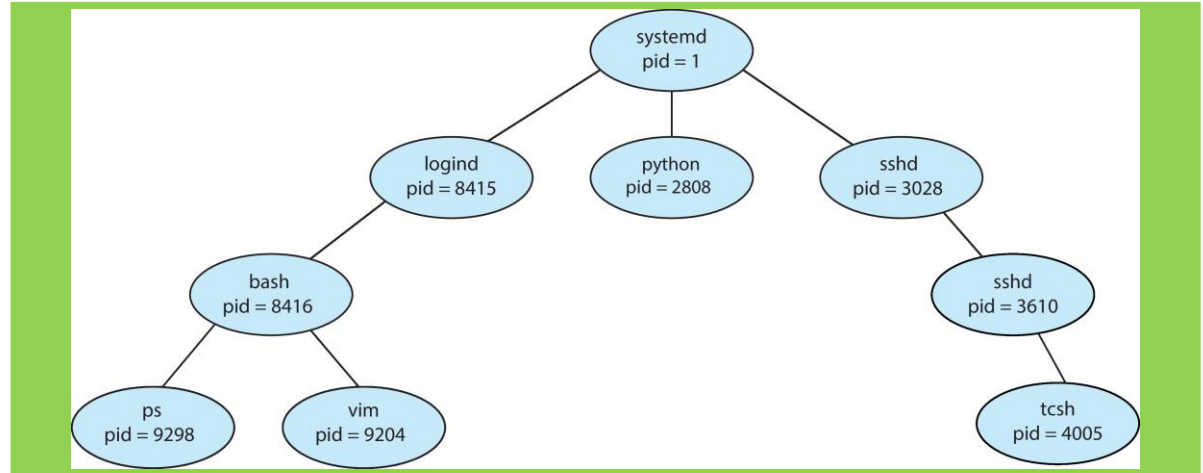 systemd
pid = 1
logind
pid = 8415
python
pid = 2808
sshd
pid = 3028
bash
pid = 8416
sshd
pid = 3610
ps
pid = 9298
vim
pid = 9204
tcsh
pid = 4005